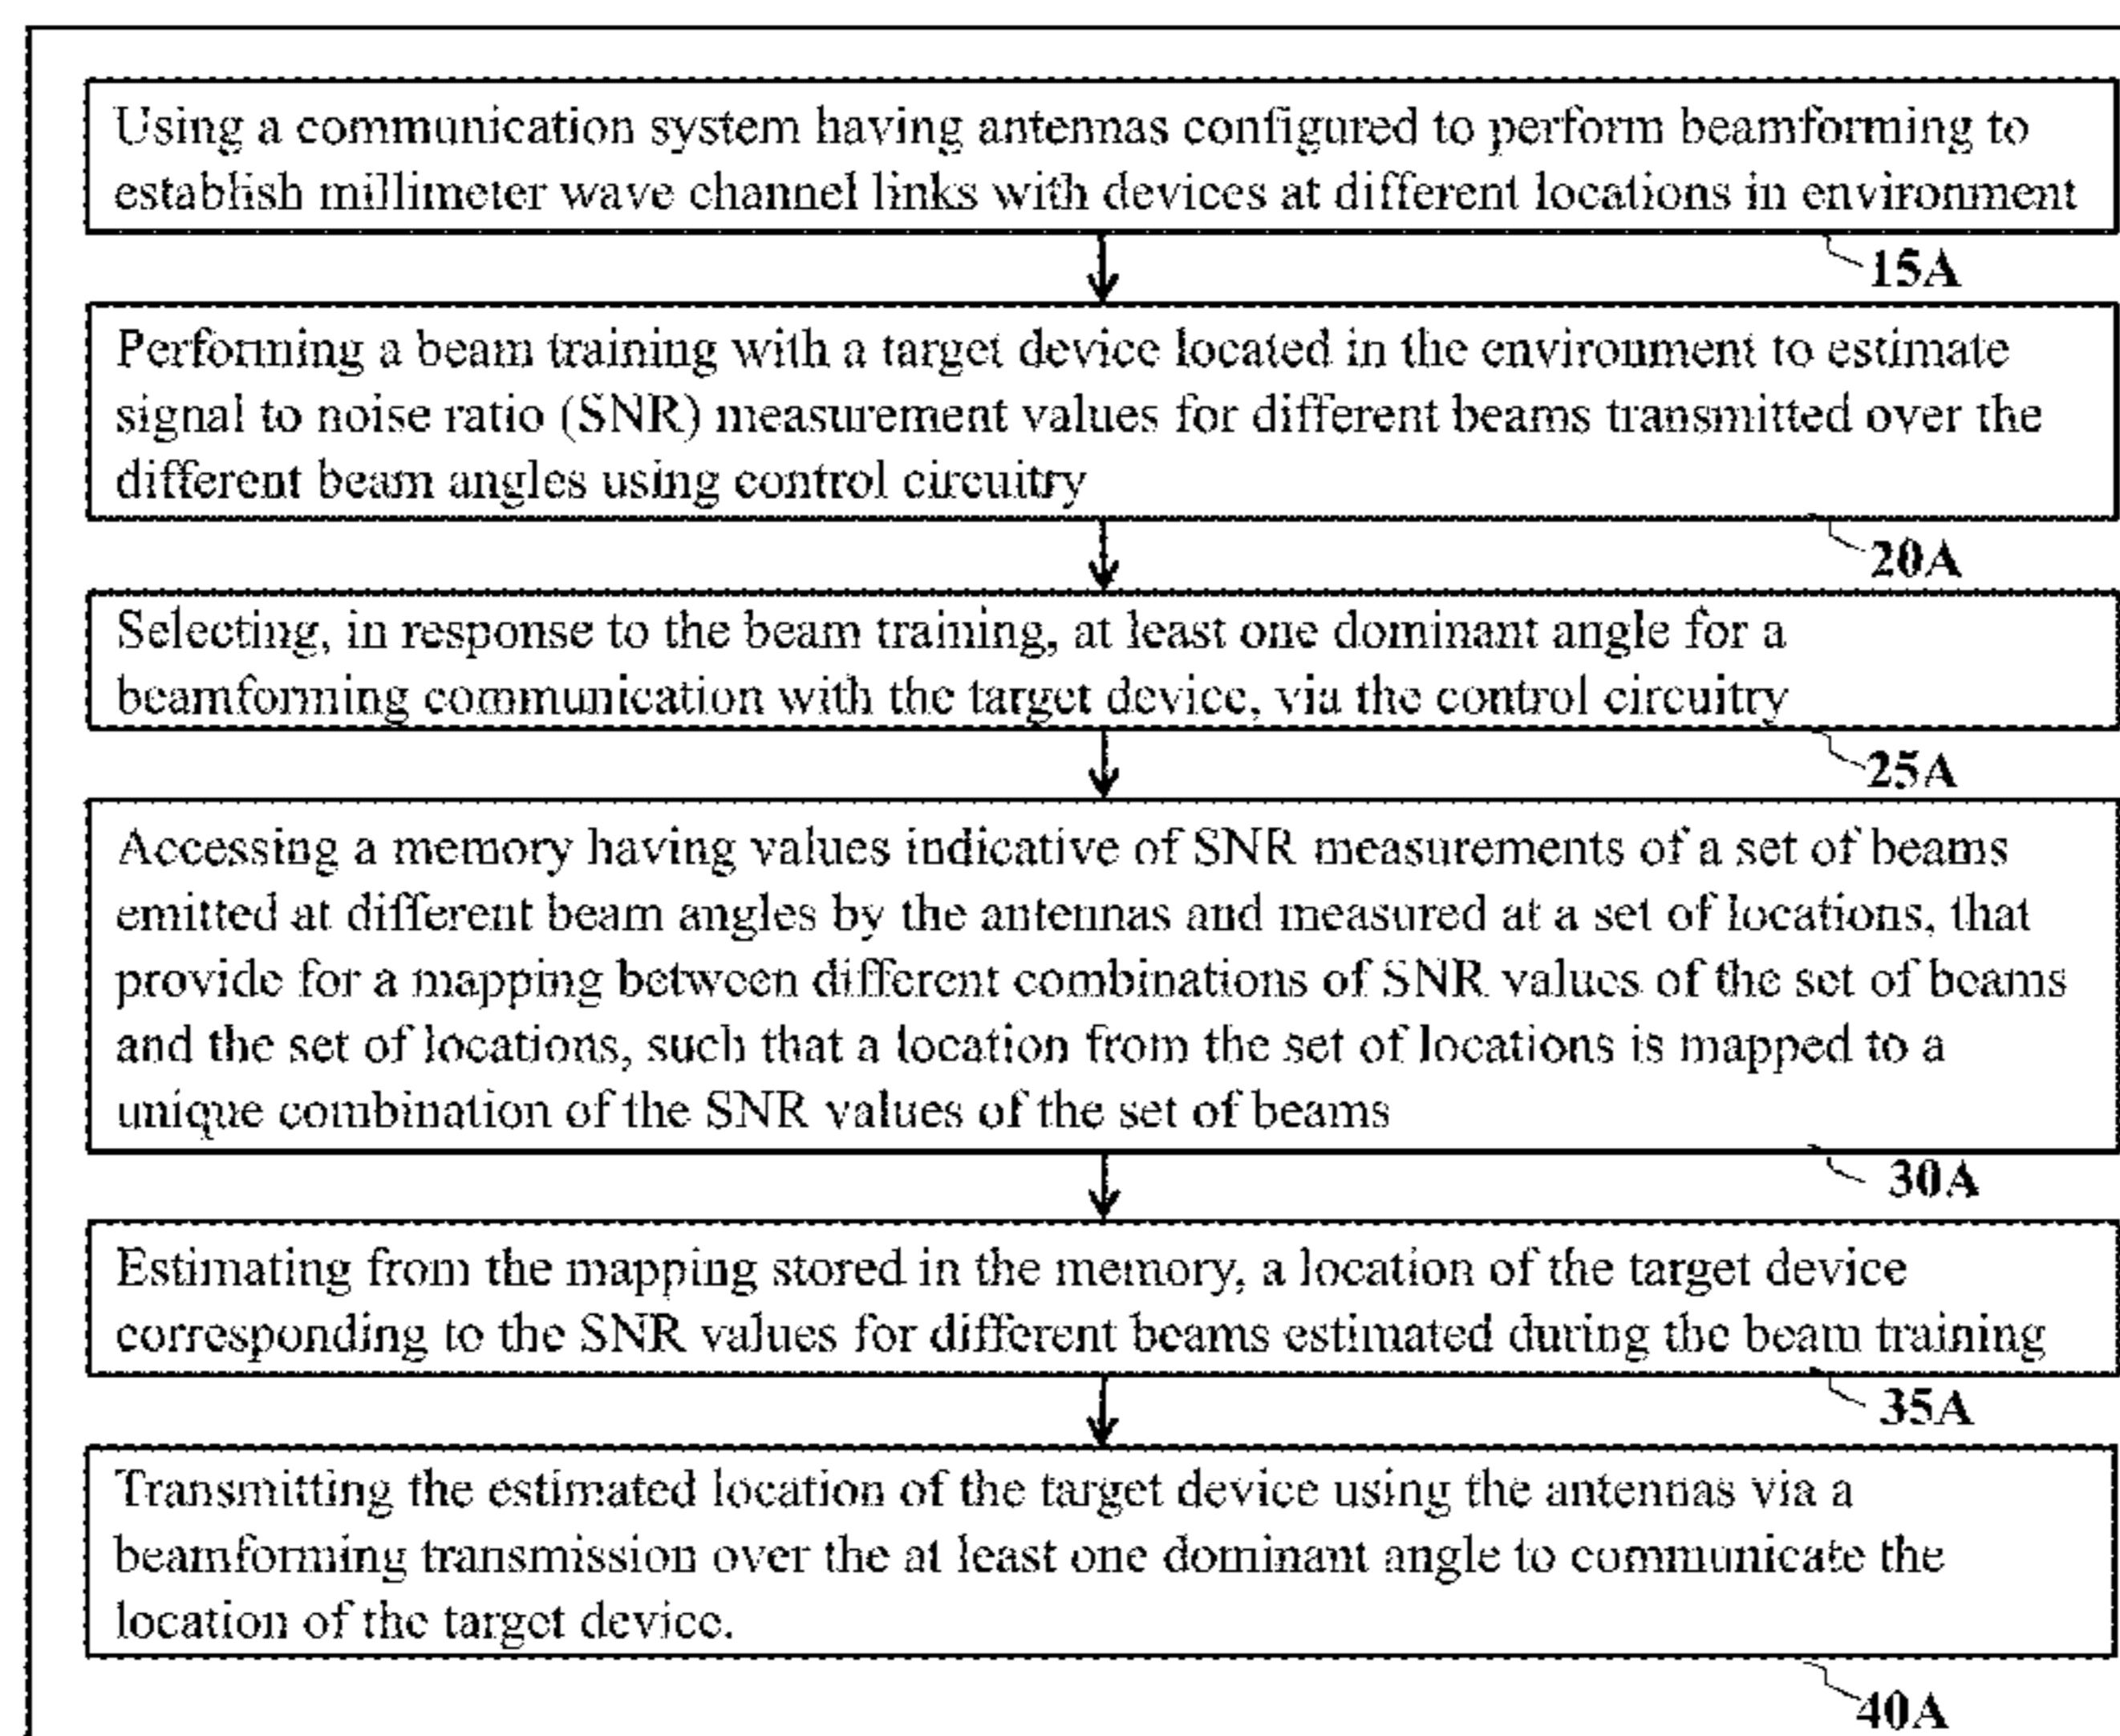 Using a communication system having antennas configured to perform beamforming to
establish millimeter wave channel links with devices at different locations in environment
15A
Performing a beam training with a target device located in the environment to estimate
signal to noise ratio (SNR) measurement values for different beams transmitted over the
different beam angles using control circuitry
20A
Selecting, in response to the beam training, at least one dominant angle for a
beamforming communication with the target device, via the control circuitry
25A
Accessing a memory having values indicative of SNR measurements of a set of beams
emitted at different beam angles by the antennas and measured at a set of locations, that
provide for a mapping between different combinations of SNR values of the set of beams
and the set of locations, such that a location from the set of locations is mapped to a
unique combination of the SNR values of the set of beams
30A
Estimating from the mapping stored in the memory, a location of the target device
corresponding to the SNR values for different beams estimated during the beam training
35A
Transmitting the estimated location of the target device using the antennas via a
beamforming transmission over the at least one dominant angle to communicate the
location of the target device.
40A